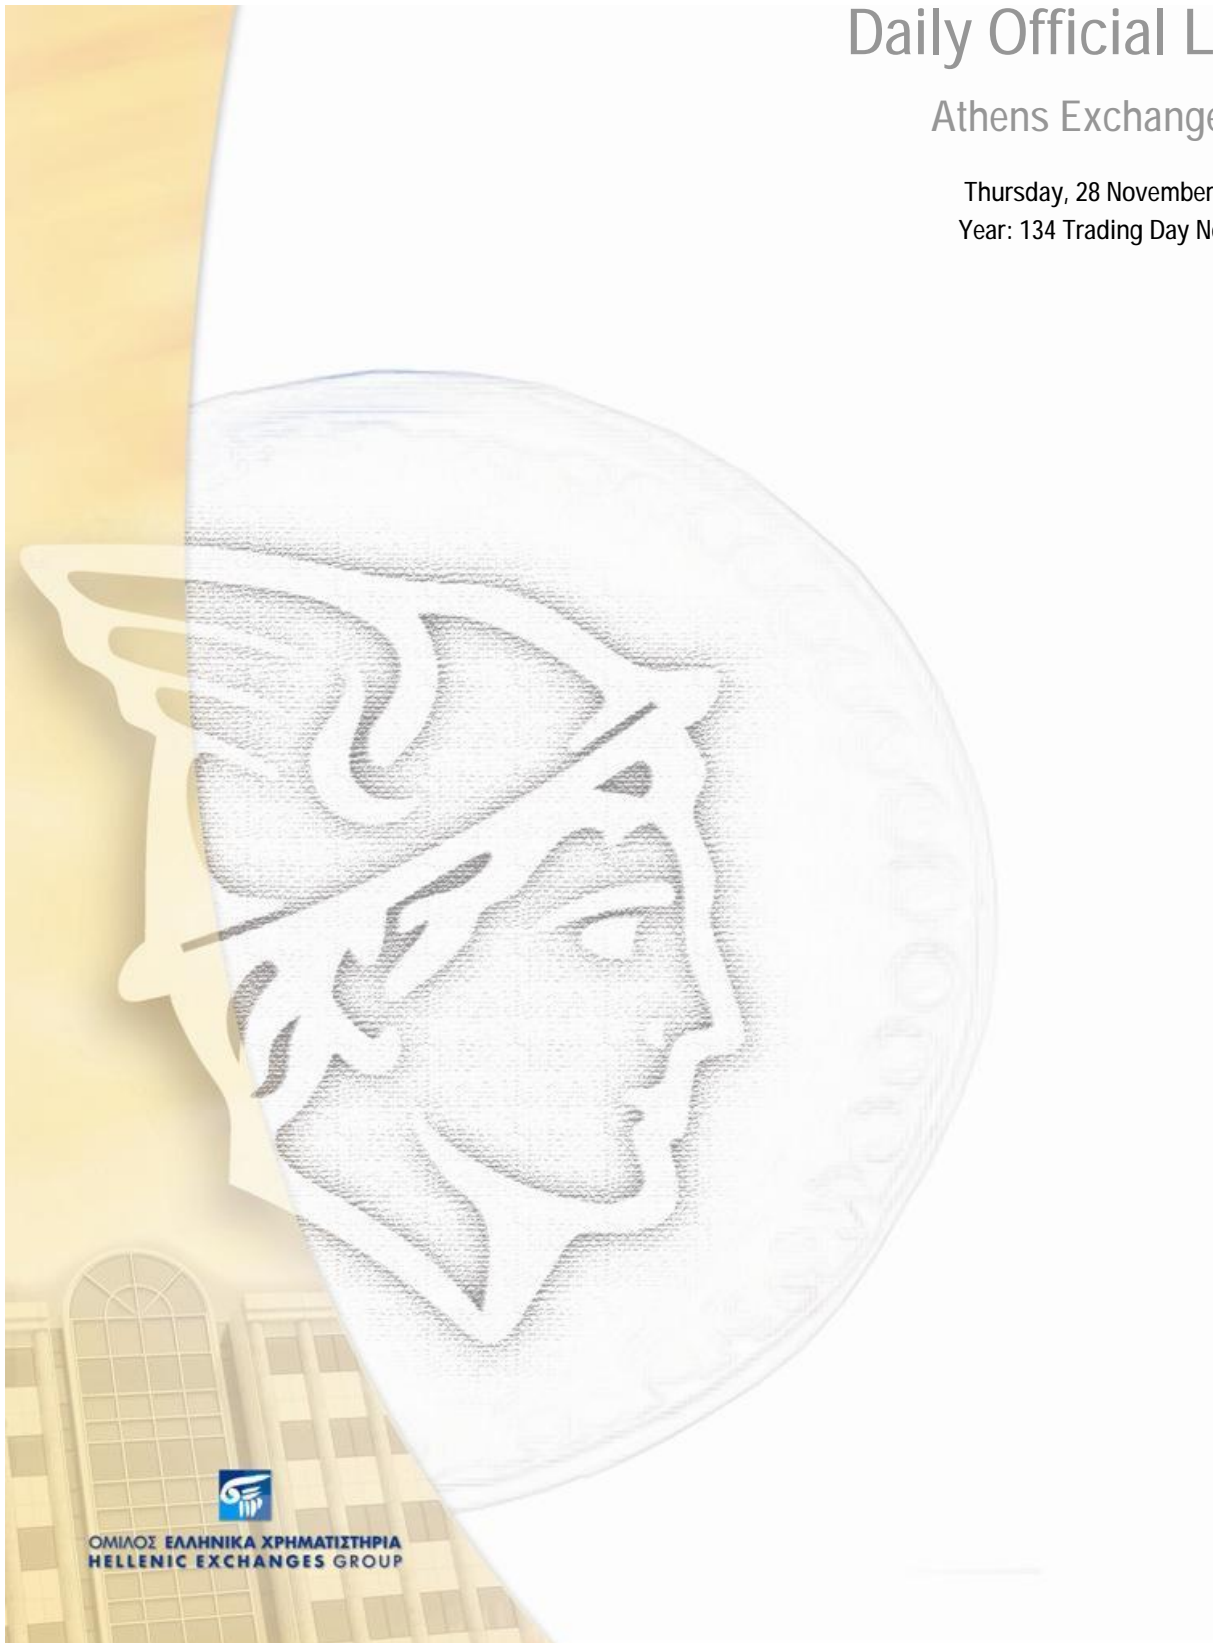 Daily Official L
Athens Exchange
Thursday, 28 November
Year: 134 Trading Day N
ΟΜΙΛΟΣ ΕΛΛΗΝΙΚΑ ΧΡΗΜΑΤΙΣΤΗΡΙΑ
HELLENIC EXCHANGES GROUP